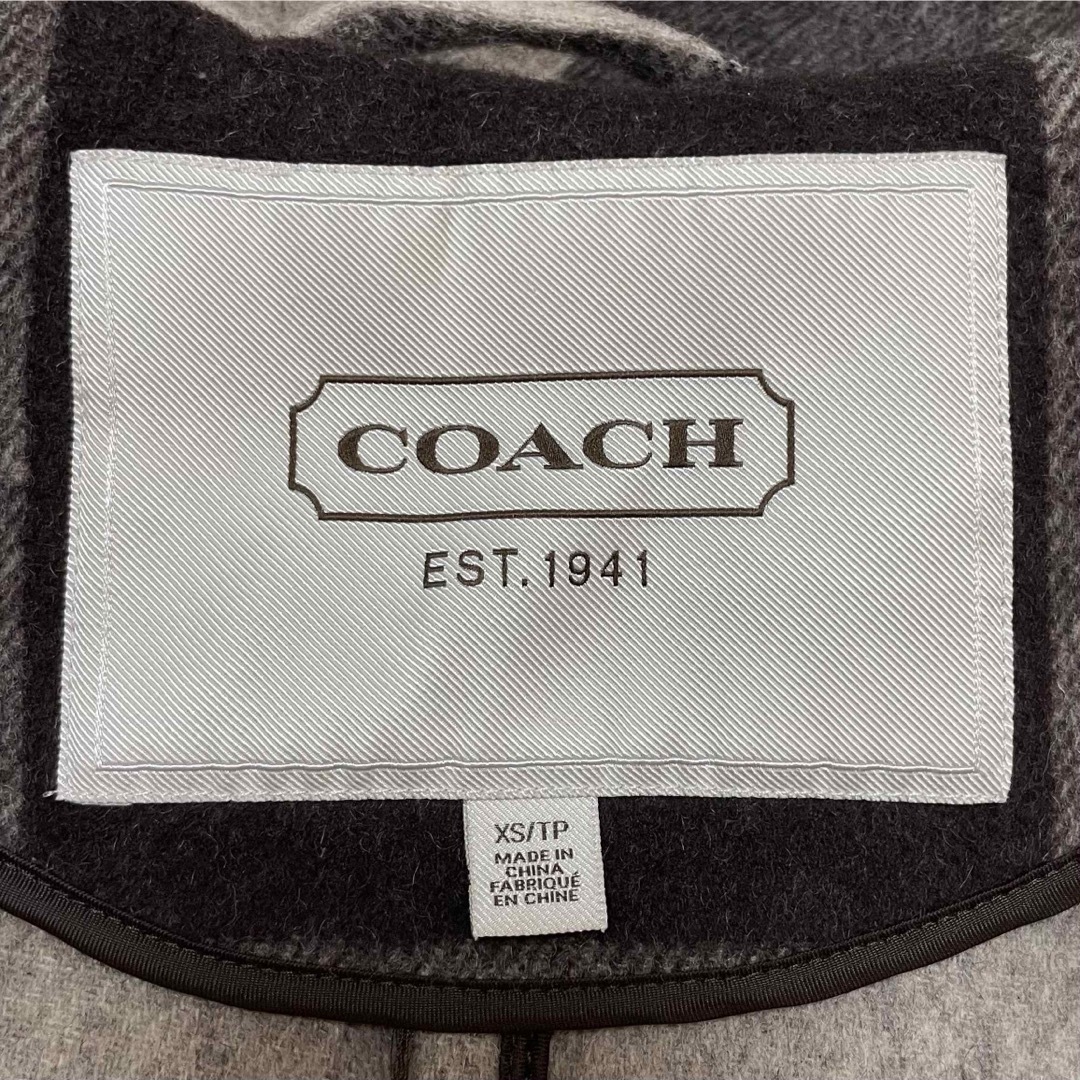 COACH
EST. 1941
XS/TP
MADE IN
CHINA
FABRIQUÉ
EN CHINE